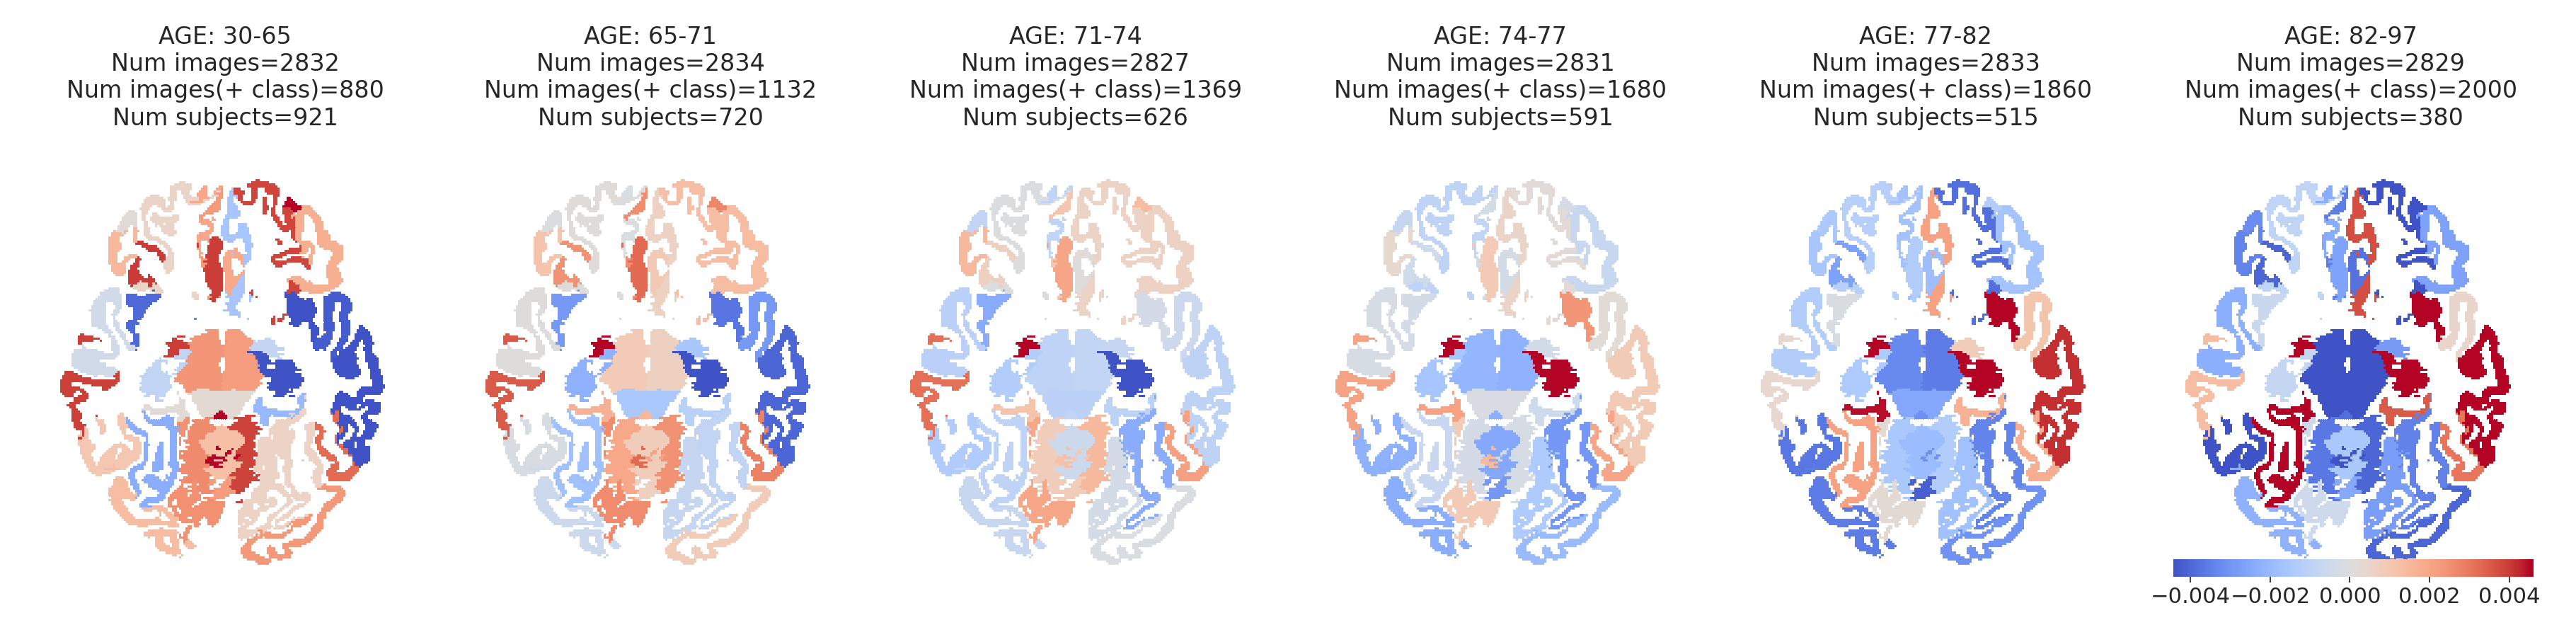 AGE: 30-65
Num images=2832
Num images(+ class)=880
Num subjects=921
AGE: 65-71
Num images=2834
Num images(+ class)=1132
Num subjects=720
AGE: 71-74
Num images=2827
Num images(+ class)=1369
Num subjects=626
AGE: 74-77
Num images=2831
Num images(+ class)=1680
Num subjects=591
AGE: 77-82
Num images=2833
Num images(+ class)=1860
Num subjects=515
AGE: 82-97
Num images=2829
Num images(+ class)=2000
Num subjects=380
−0.004 −0.002 0.000 0.002 0.004